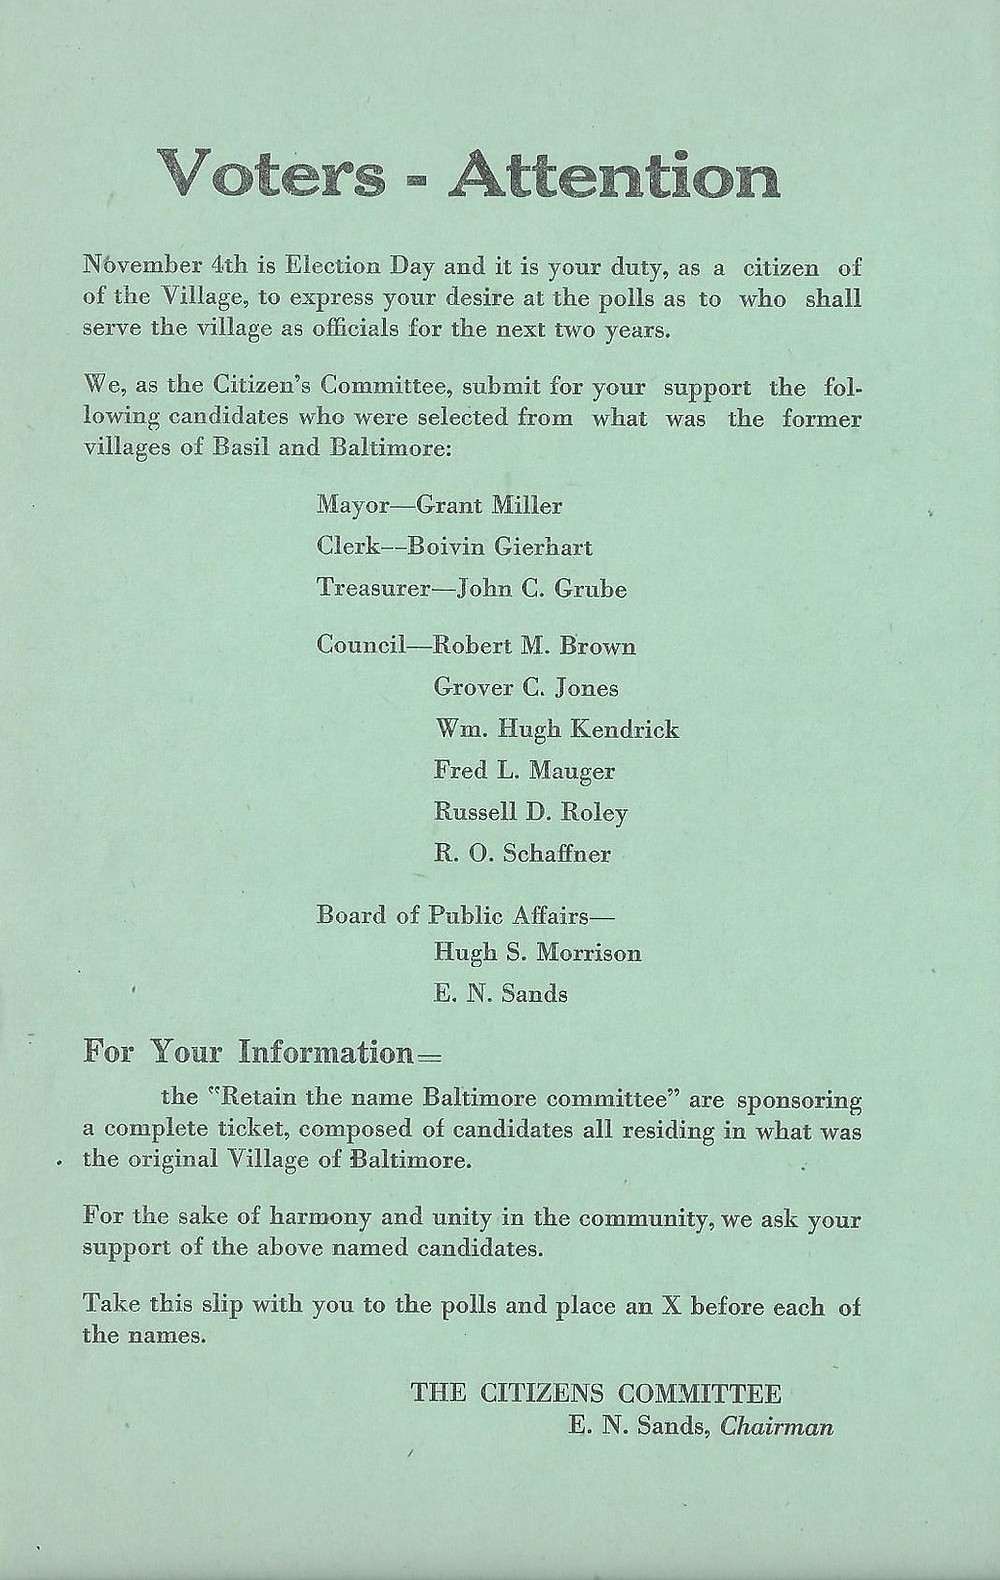 Voters - Attention
November 4th is Election Day and it is your duty, as a citizen of
of the Village, to express your desire at the polls as to who shall
serve the village as officials for the next two years.
We, as the Citizen's Committee, submit for your support the fol-
lowing candidates who were selected from what was the former
villages of Basil and Baltimore:
Mayor—Grant Miller
Clerk—Boivin Gierhart
Treasurer—John C. Grube
Council—Robert M. Brown
Grover C. Jones
Wm. Hugh Kendrick
Fred L. Mauger
Russell D. Roley
R. O. Schaffner
Board of Public Affairs—
Hugh S. Morrison
E. N. Sands
For Your Information=
the "Retain the name Baltimore committee" are sponsoring
a complete ticket, composed of candidates all residing in what was
the original Village of Baltimore.
For the sake of harmony and unity in the community, we ask your
support of the above named candidates.
Take this slip with you to the polls and place an X before each of
the names.
THE CITIZENS COMMITTEE
E. N. Sands, Chairman